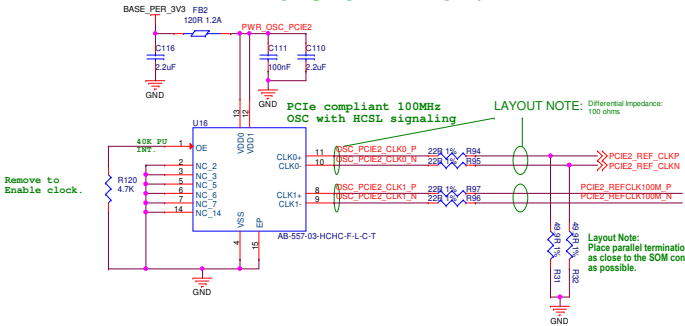 BASE_PER_3V3
FB2
120R 1.2A
PWR_OSC_PCIE2
C116
2.2uF
C111
100nF
C110
2.2uF
GND
GND
U16
13
12
PCIe compliant 100MHz
OSC with HCSL signaling
LAYOUT NOTE:
Differential Impedance:
100 ohms
40K PU
INT.
1
OE
VDD0
VDD1
2
NC_2
3
NC_3
5
NC_5
6
NC_6
7
NC_7
14
NC_14
CLK0+
11
CLK0-
10
CLK1+
8
CLK1-
9
OSC_PCIE2_CLK0_P
OSC_PCIE2_CLK0_N
22R 1%
R94
22R 1%
R95
PCIE2_REF_CLKP
PCIE2_REF_CLKN
Remove to
Enable clock.
R120
4.7K
OSC_PCIE2_CLK1_P
OSC_PCIE2_CLK1_N
22R 1%
R97
22R 1%
R96
PCIE2_REFCLK100M_P
PCIE2_REFCLK100M_N
VSS
EP
4
15
AB-557-03-HCHC-F-L-C-T
49.9R 1%
R31
49.9R 1%
R32
Layout Note:
Place parallel terminatio
as close to the SOM con
as possible.
GND
GND